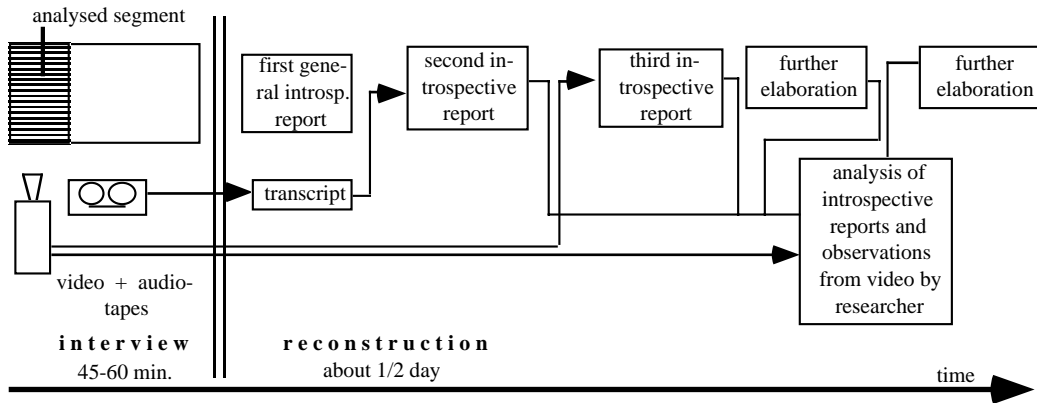 analysed segment
first gene-
ral introsp.
report
second in-
trospective
report
third in-
trospective
report
further
elaboration
further
elaboration
transcript
analysis of
introspective
reports and
observations
from video by
researcher
video + audio-
tapes
interview
45-60 min.
reconstruction
about 1/2 day
time